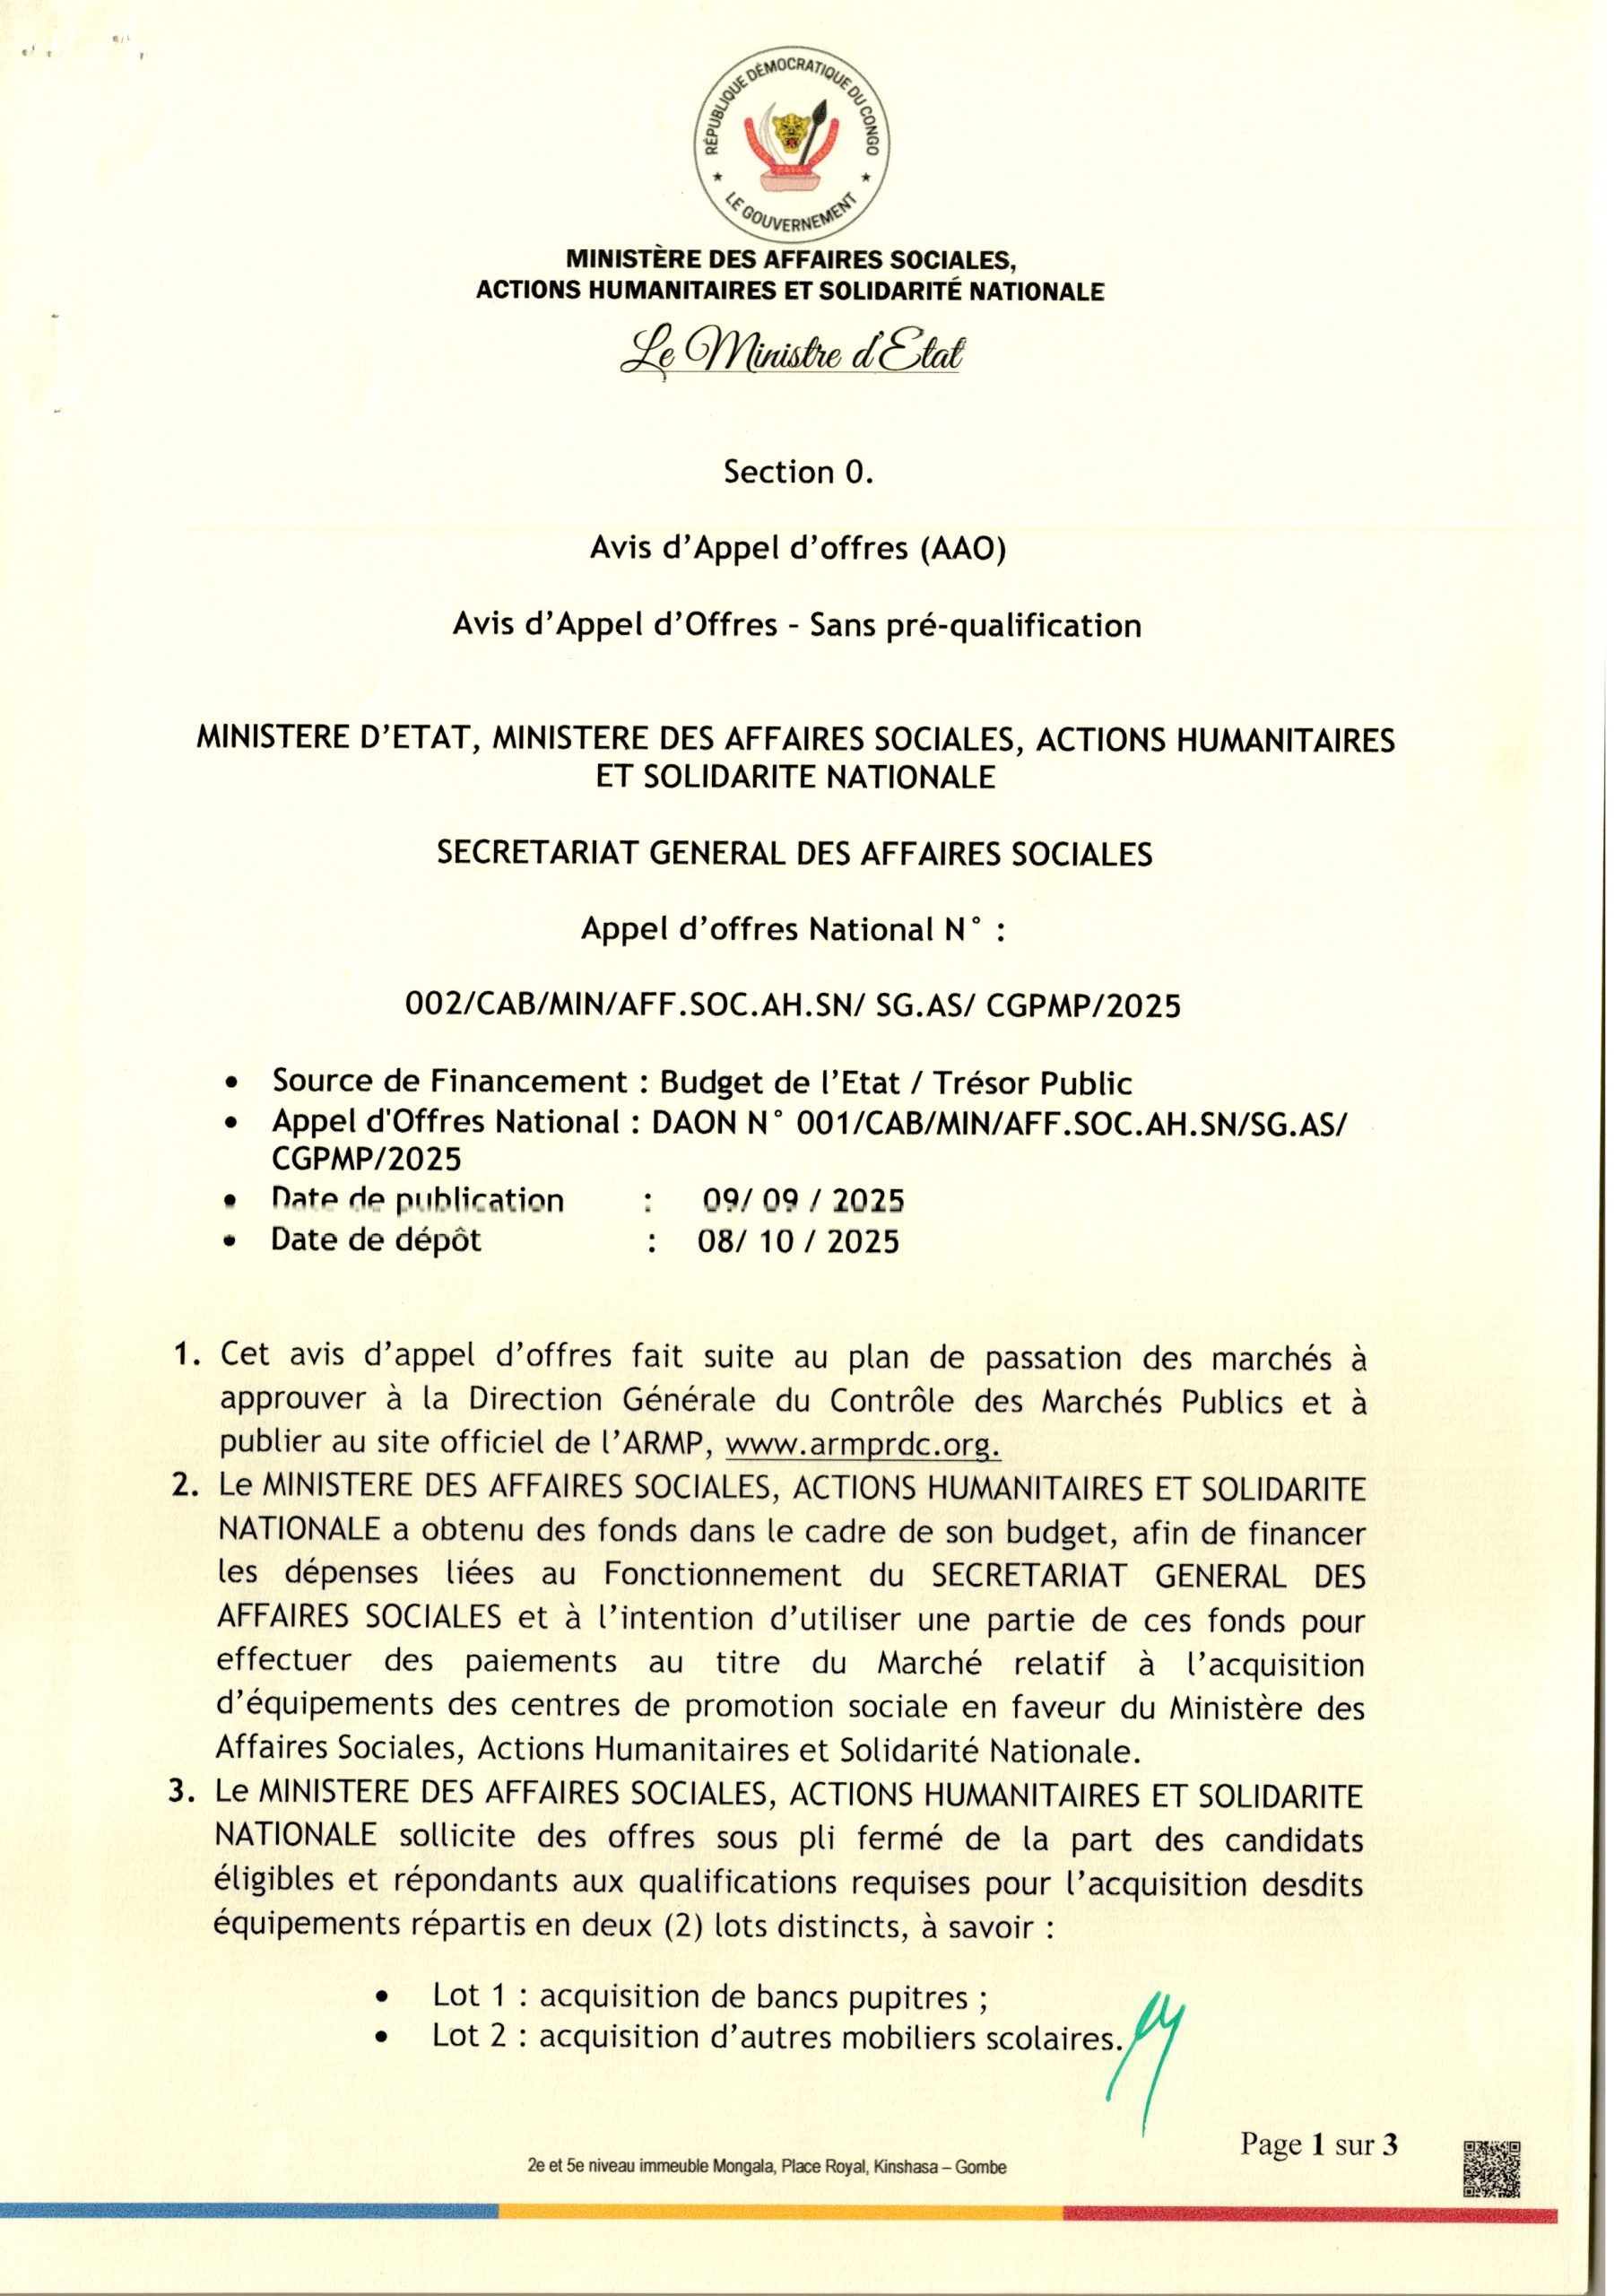 RÉPUBLIQUE DÉMOCRATIQUE DU CONGO
LE GOUVERNEMENT
MINISTÈRE DES AFFAIRES SOCIALES,
ACTIONS HUMANITAIRES ET SOLIDARITÉ NATIONALE
Le Ministre d'Etat
Section 0.
Avis d'Appel d'offres (AAO)
Avis d'Appel d'Offres - Sans pré-qualification
MINISTERE D'ETAT, MINISTERE DES AFFAIRES SOCIALES, ACTIONS HUMANITAIRES
ET SOLIDARITE NATIONALE
SECRETARIAT GENERAL DES AFFAIRES SOCIALES
Appel d'offres National N° :
002/CAB/MIN/AFF.SOC.AH.SN/ SG.AS/ CGPMP/2025
• Source de Financement : Budget de l'Etat / Trésor Public
• Appel d'Offres National : DAON N° 001/CAB/MIN/AFF.SOC.AH.SN/SG.AS/
CGPMP/2025
• Date de publication : 09/ 09 / 2025
• Date de dépôt : 08/ 10 / 2025
1. Cet avis d'appel d'offres fait suite au plan de passation des marchés à
approuver à la Direction Générale du Contrôle des Marchés Publics et à
publier au site officiel de l'ARMP, www.armprdc.org.
2. Le MINISTERE DES AFFAIRES SOCIALES, ACTIONS HUMANITAIRES ET SOLIDARITE
NATIONALE a obtenu des fonds dans le cadre de son budget, afin de financer
les dépenses liées au Fonctionnement du SECRETARIAT GENERAL DES
AFFAIRES SOCIALES et à l'intention d'utiliser une partie de ces fonds pour
effectuer des paiements au titre du Marché relatif à l'acquisition
d'équipements des centres de promotion sociale en faveur du Ministère des
Affaires Sociales, Actions Humanitaires et Solidarité Nationale.
3. Le MINISTERE DES AFFAIRES SOCIALES, ACTIONS HUMANITAIRES ET SOLIDARITE
NATIONALE sollicite des offres sous pli fermé de la part des candidats
éligibles et répondants aux qualifications requises pour l'acquisition desdits
équipements répartis en deux (2) lots distincts, à savoir :
• Lot 1 : acquisition de bancs pupitres ;
• Lot 2 : acquisition d'autres mobiliers scolaires.
Page 1 sur 3
2e et 5e niveau immeuble Mongala, Place Royal, Kinshasa – Gombe